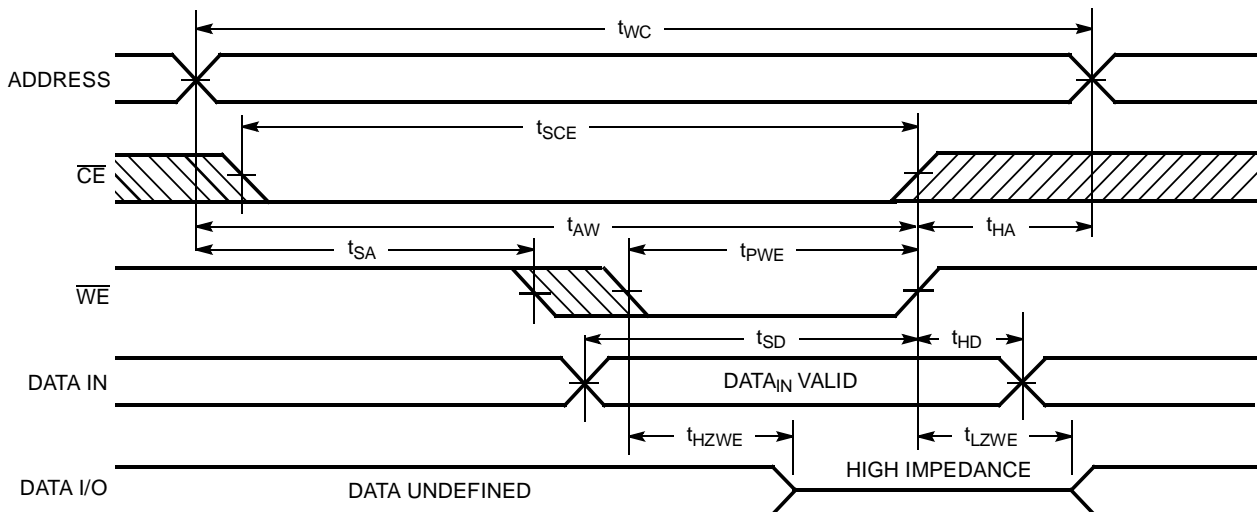 tWC
ADDRESS
tSCE
CE
tAW
tHA
tSA
tPWE
WE
tSD
tHD
DATA IN
DATAIN VALID
tHZWE
tLZWE
HIGH IMPEDANCE
DATA I/O
DATA UNDEFINED